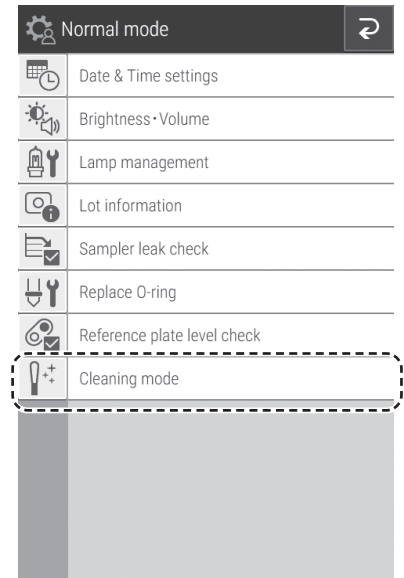 Normal mode
Date & Time settings
Brightness・Volume
Lamp management
Lot information
Sampler leak check
Replace O-ring
Reference plate level check
Cleaning mode